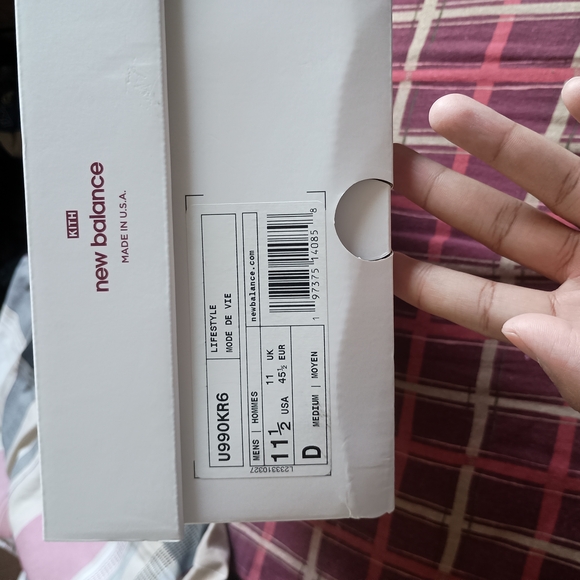 KITH
new balance
MADE IN U.S.A.
U990KR6
LIFESTYLE
MODE DE VIE
newbalance.com
1 97375 14085 8
MENS | HOMMES
11½ USA
11 UK
45½ EUR
D
MEDIUM | MOYEN
L233310327